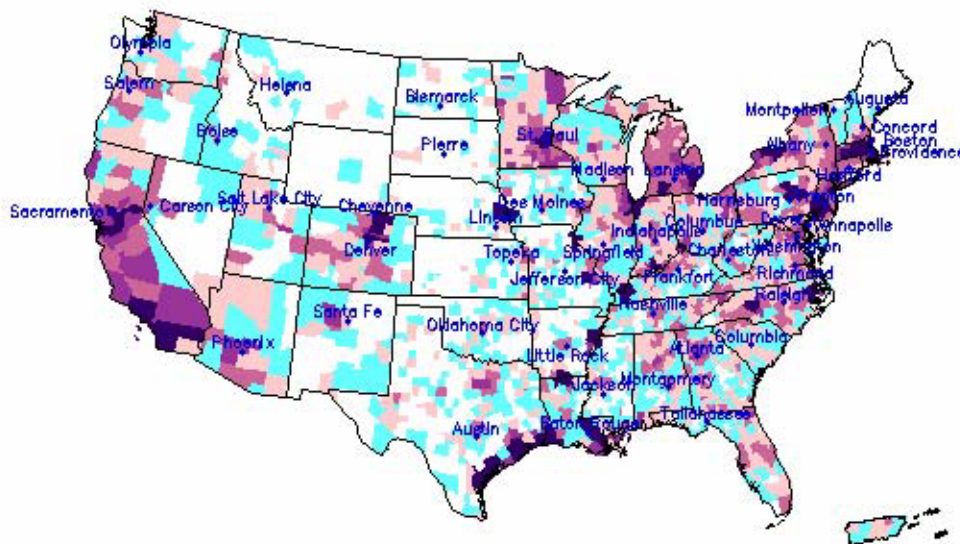 Olympia
Salem
Helena
Boise
Bismarck
Pierre
St. Paul
Madison
Lansing
Montpelier
Augusta
Concord
Boston
Providence
Albany
Hartford
Sacramento
Carson City
Salt Lake City
Cheyenne
Denver
Lincoln
Des Moines
Topeka
Springfield
Jefferson City
Indianapolis
Columbus
Charleston
Frankfort
Harrisburg
Trenton
Dover
Annapolis
Washington
Richmond
Raleigh
Nashville
Santa Fe
Phoenix
Oklahoma City
Little Rock
Jackson
Montgomery
Atlanta
Columbia
Tallahassee
Baton Rouge
Austin